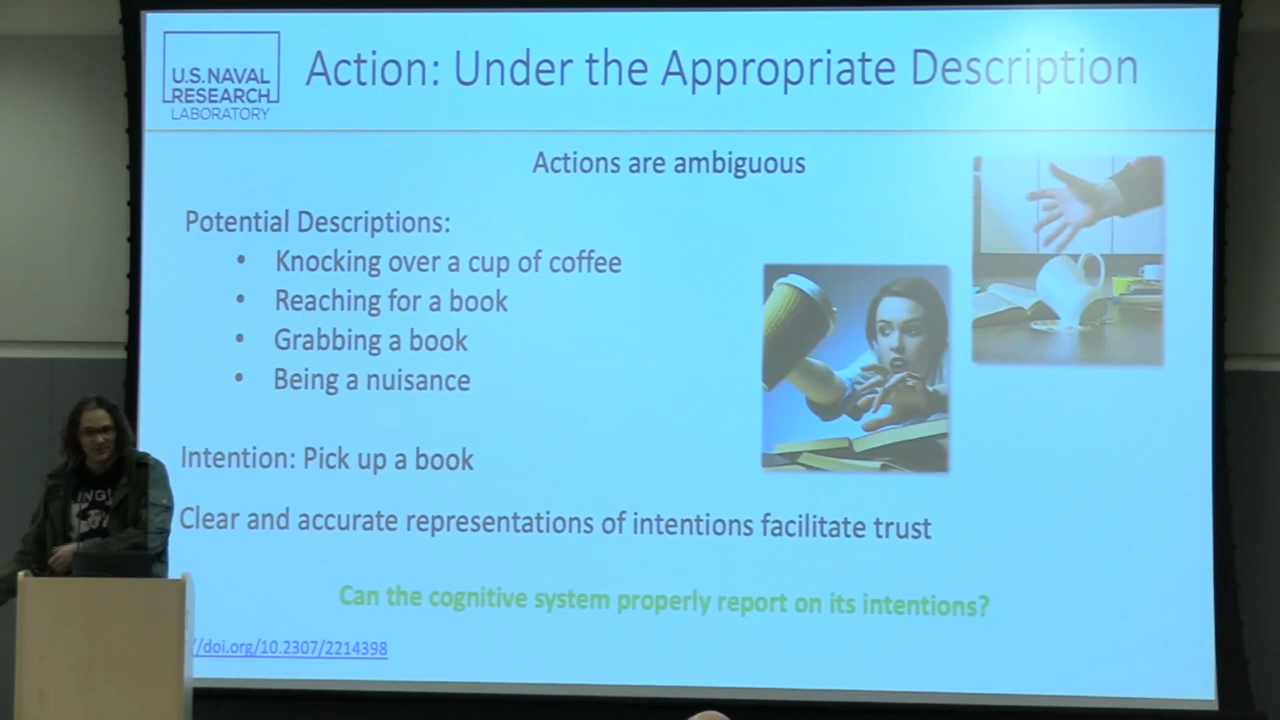 U.S. NAVAL
RESEARCH
LABORATORY
Action: Under the Appropriate Description
Actions are ambiguous
Potential Descriptions:
• Knocking over a cup of coffee
• Reaching for a book
• Grabbing a book
• Being a nuisance
Intention: Pick up a book
Clear and accurate representations of intentions facilitate trust
Can the cognitive system properly report on its intentions?
//doi.org/10.2307/2214398